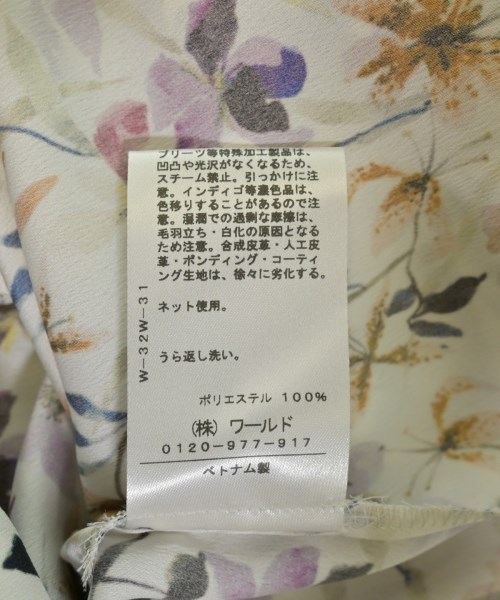 プリーツ等特殊加工製品は、
凹凸や光沢がなくなるため、
スチーム禁止。引っかけに注
意。インディゴ等濃色品は、
色移りすることがあるので注
意。湿潤での過剰な摩擦は、
毛羽立ち・白化の原因となる
ため注意。合成皮革・人工皮
革・ボンディング・コーティ
ング生地は、徐々に劣化する。
ネット使用。
うら返し洗い。
W-32W-31
ポリエステル 100%
(株) ワールド
0120-977-917
ベトナム製